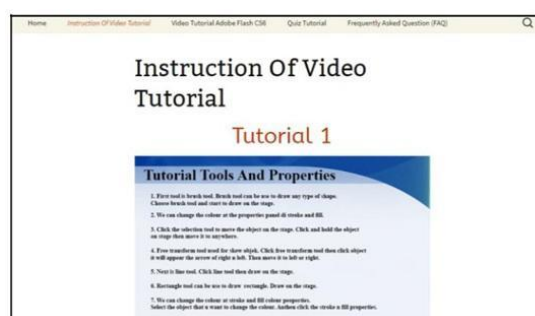 Home Instruction Of Video Tutorial Video Tutorial Adobe Flash CS6 Quiz Tutorial Frequently Asked Question (FAQ)
Instruction Of Video
Tutorial
Tutorial 1
Tutorial Tools And Properties
1. First tool is brush tool. Brush tool can be use to draw any type of shape.
Choose brush tool and start to draw on the stage.
2. We can change the colour at the properties panel di stroke and fill.
3. Click the selection tool to move the object on the stage. Click and hold the object
on stage then move it to anywhere.
4. Free transform tool used for skew objek. Click free transform tool then click object
it will appear the arrow of right n left. Then move it to left or right.
5. Next is line tool. Click line tool then draw on the stage.
6. Rectangle tool can be use to draw rectangle. Draw on the stage.
7. We can change the colour at stroke and fill colour properties.
Select the object that u want to change the colour. Anthen click the stroke n fill properties.